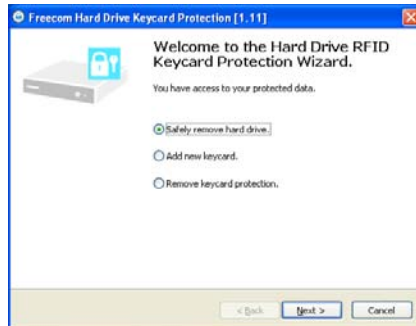 Freecom Hard Drive Keycard Protection [1.11]
Welcome to the Hard Drive RFID
Keycard Protection Wizard.
You have access to your protected data.
Safely remove hard drive.
Add new keycard.
Remove keycard protection.
< Back
Next >
Cancel